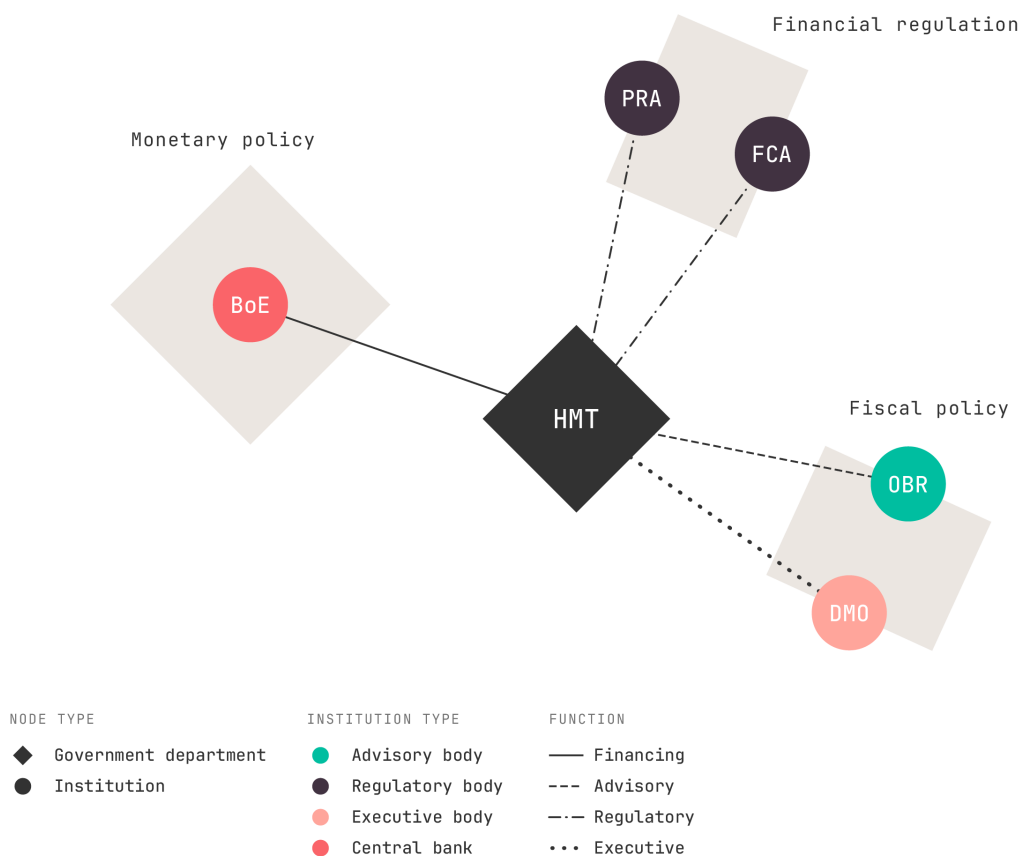 Financial regulation
PRA
FCA
Monetary policy
BoE
HMT
Fiscal policy
OBR
DMO
NODE TYPE
Government department
Institution
INSTITUTION TYPE
Advisory body
Regulatory body
Executive body
Central bank
FUNCTION
Financing
Advisory
Regulatory
Executive